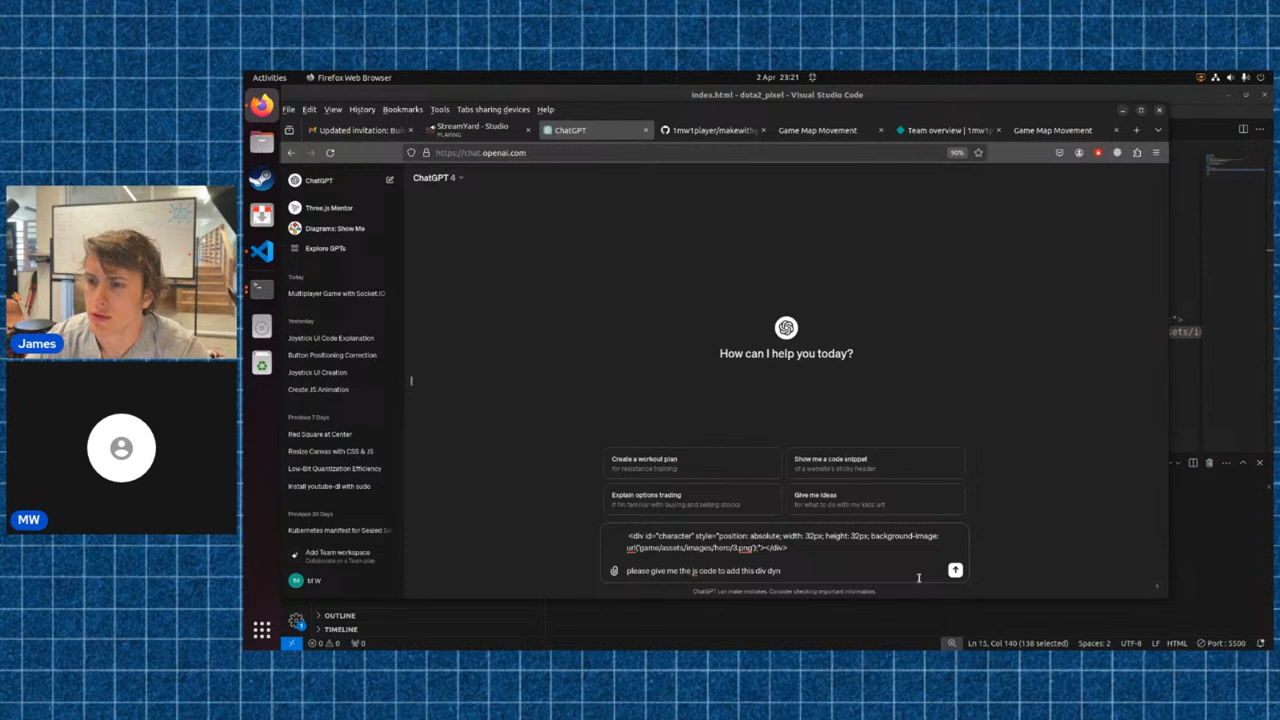 Activities
Firefox Web Browser
2 Apr 23:21
index.html - dota2_pixel - Visual Studio Code
File Edit View History Bookmarks Tools Tabs sharing devices Help
Updated invitation: Bui
StreamYard - Studio
PLAYING
ChatGPT
1mw1player/makewith
Game Map Movement
Team overview | 1mw1p
Game Map Movement
https://chat.openai.com
90%
ChatGPT
ChatGPT 4
Three.js Mentor
Diagrams: Show Me
Explore GPTs
Today
Multiplayer Game with Socket.IO
Yesterday
Joystick UI Code Explanation
Button Positioning Correction
Joystick UI Creation
Create JS Animation
Previous 7 Days
Red Square at Center
Resize Canvas with CSS & JS
Low-Bit Quantization Efficiency
Install youtube-dl with sudo
Previous 30 Days
Kubernetes manifest for Sealed Se
Add Team workspace
Collaborate on a Team plan
M W
How can I help you today?
Create a workout plan
for resistance training
Show me a code snippet
of a website's sticky header
Explain options trading
if I'm familiar with buying and selling stocks
Give me ideas
for what to do with my kids' art
<div id="character" style="position: absolute; width: 32px; height: 32px; background-image:
url('game/assets/images/hero/3.png');"></div>
please give me the js code to add this div dyn
ChatGPT can make mistakes. Consider checking important information.
">
sets/i
OUTLINE
TIMELINE
0 0 0
Ln 15, Col 140 (138 selected) Spaces: 2 UTF-8 LF HTML Port : 5500
James
MW